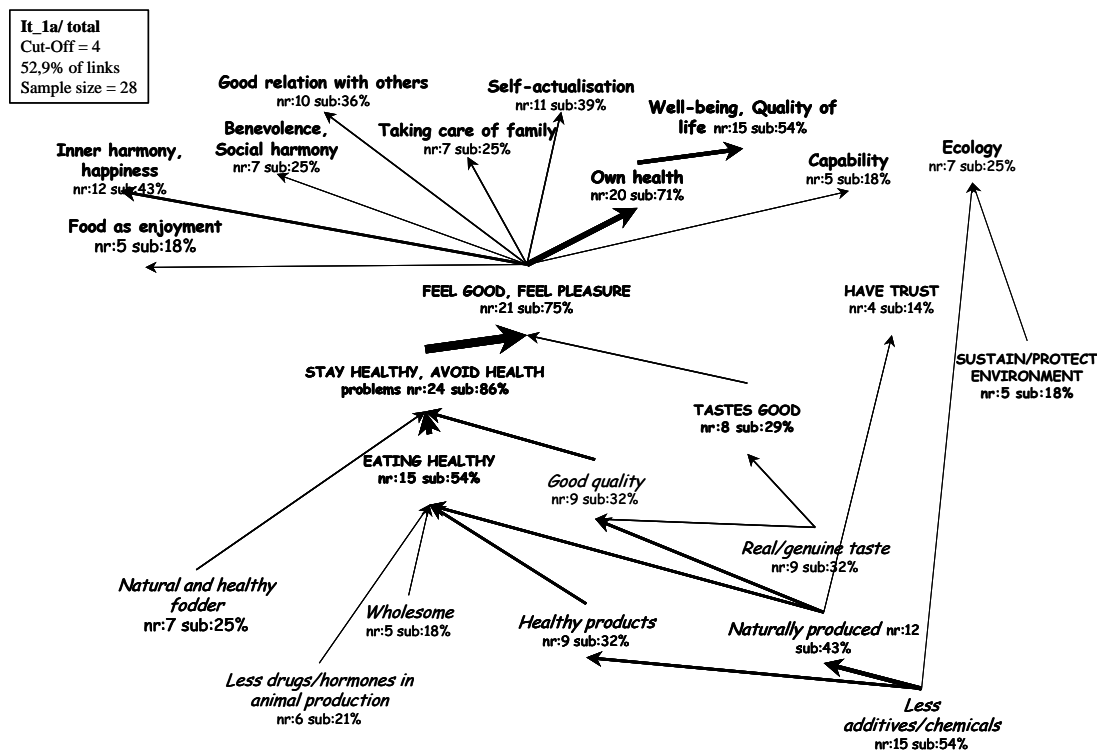 It_1a/ total
Cut-Off = 4
52,9% of links
Sample size = 28
Good relation with others
nr:10 sub:36%
Self-actualisation
nr:11 sub:39%
Well-being, Quality of
life nr:15 sub:54%
Benevolence,
Social harmony
nr:7 sub:25%
Taking care of family
nr:7 sub:25%
Inner harmony,
happiness
nr:12 sub:43%
Own health
nr:20 sub:71%
Capability
nr:5 sub:18%
Ecology
nr:7 sub:25%
Food as enjoyment
nr:5 sub:18%
FEEL GOOD, FEEL PLEASURE
nr:21 sub:75%
HAVE TRUST
nr:4 sub:14%
STAY HEALTHY, AVOID HEALTH
problems nr:24 sub:86%
SUSTAIN/PROTECT
ENVIRONMENT
nr:5 sub:18%
TASTES GOOD
nr:8 sub:29%
EATING HEALTHY
nr:15 sub:54%
Good quality
nr:9 sub:32%
Real/genuine taste
nr:9 sub:32%
Natural and healthy
fodder
nr:7 sub:25%
Wholesome
nr:5 sub:18%
Healthy products
nr:9 sub:32%
Naturally produced nr:12
sub:43%
Less drugs/hormones in
animal production
nr:6 sub:21%
Less
additives/chemicals
nr:15 sub:54%